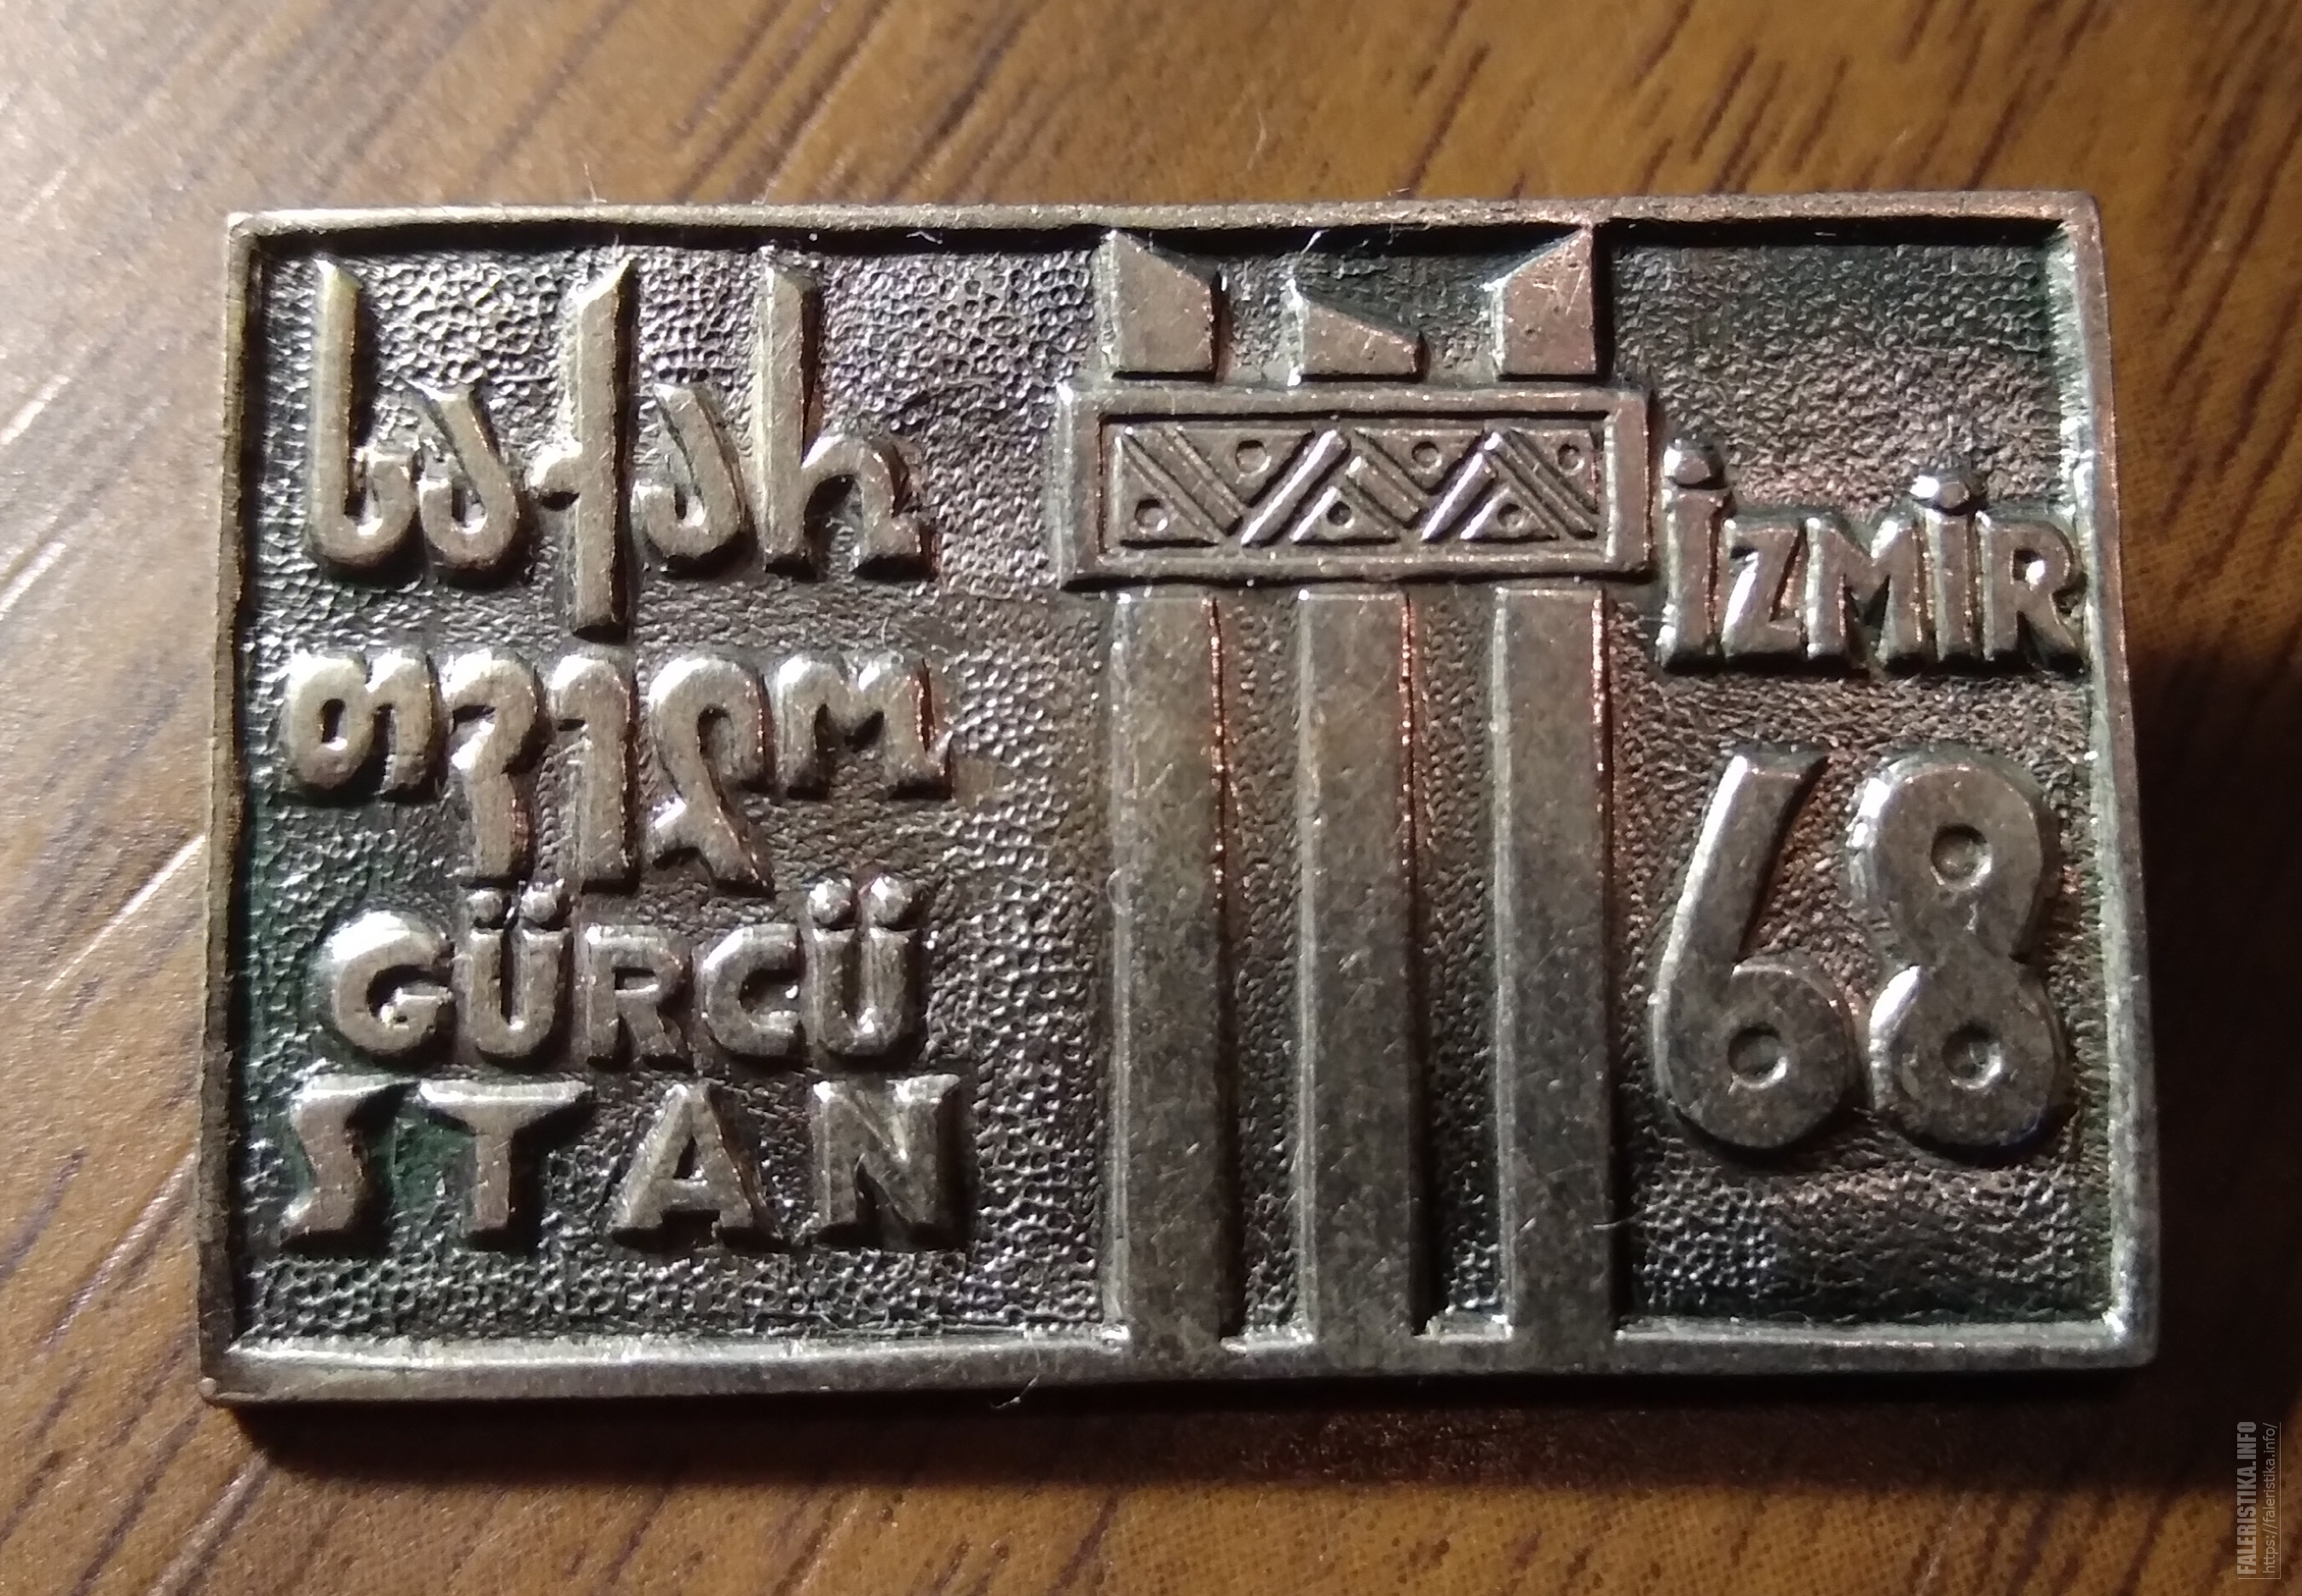 საქარ
თველო
GÜRCÜ
STAN
İZMİR
68
FALERISTIKA.INFO
https://faleristika.info/